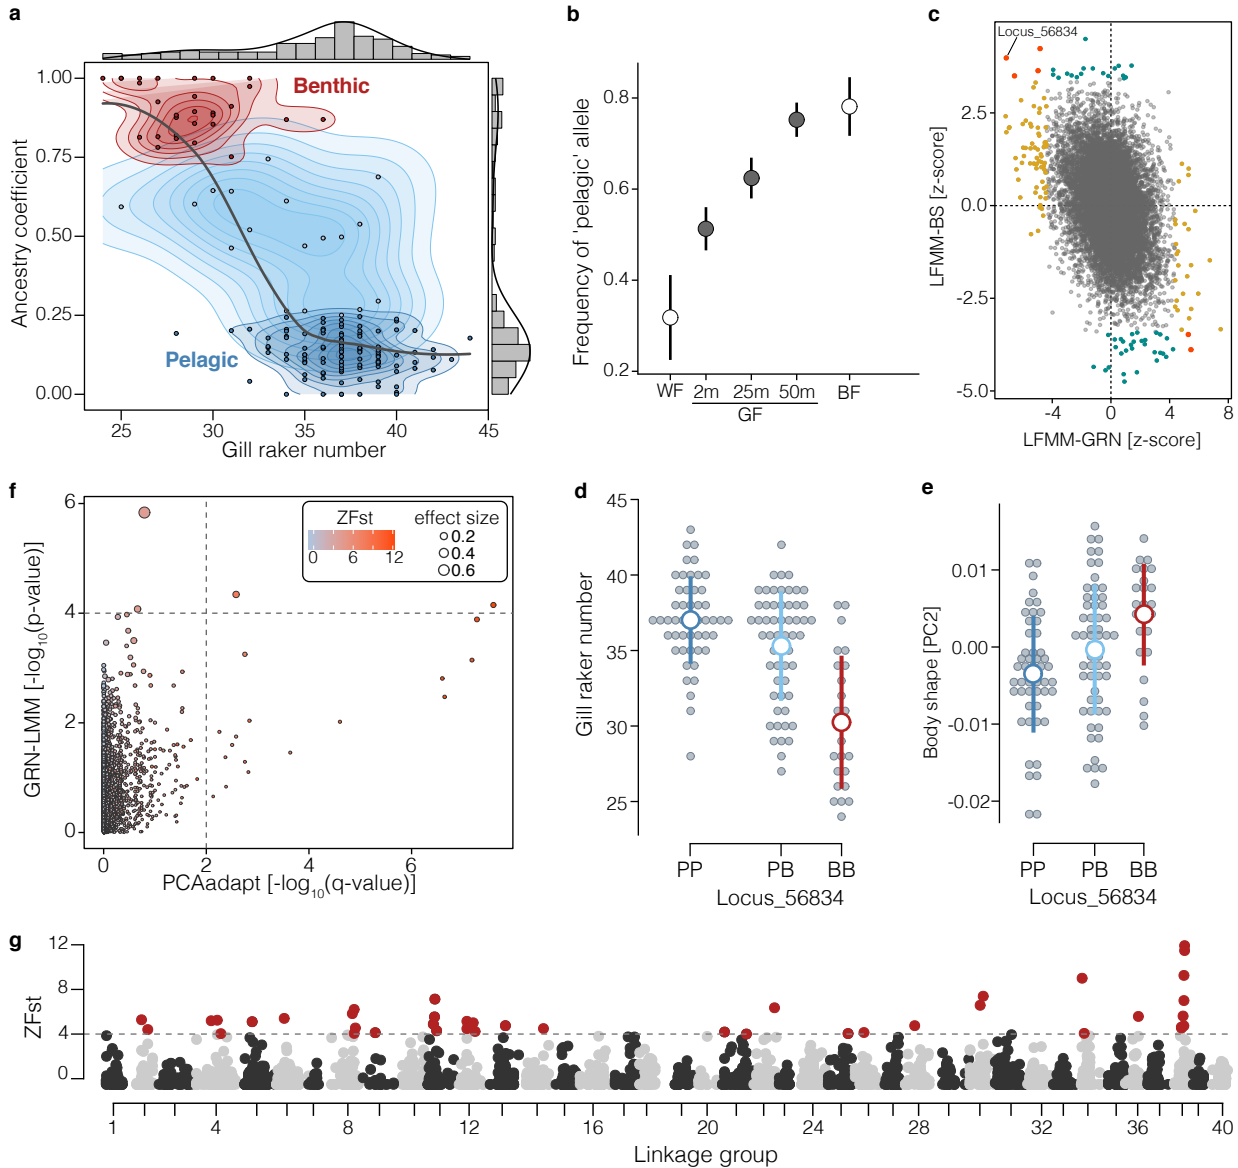 a
Benthic
Pelagic
1.00
0.75
0.50
0.25
0.00
Ancestry coefficient
25
30
35
40
45
Gill raker number
b
0.8
0.6
0.4
0.2
Frequency of 'pelagic' allele
WF
2m
25m
50m
BF
GF
c
Locus_56834
2.5
0.0
-2.5
-5.0
LFMM-BS [z-score]
-4
0
4
8
LFMM-GRN [z-score]
f
6
4
2
0
GRN-LMM [-log10(p-value)]
ZFst
0
6
12
effect size
0.2
0.4
0.6
0
2
4
6
PCAadapt [-log10(q-value)]
d
45
40
35
30
25
Gill raker number
PP
PB
BB
Locus_56834
e
0.01
0.00
-0.01
-0.02
Body shape [PC2]
PP
PB
BB
Locus_56834
g
12
8
4
0
ZFst
1
4
8
12
20
24
28
36
40
Linkage group